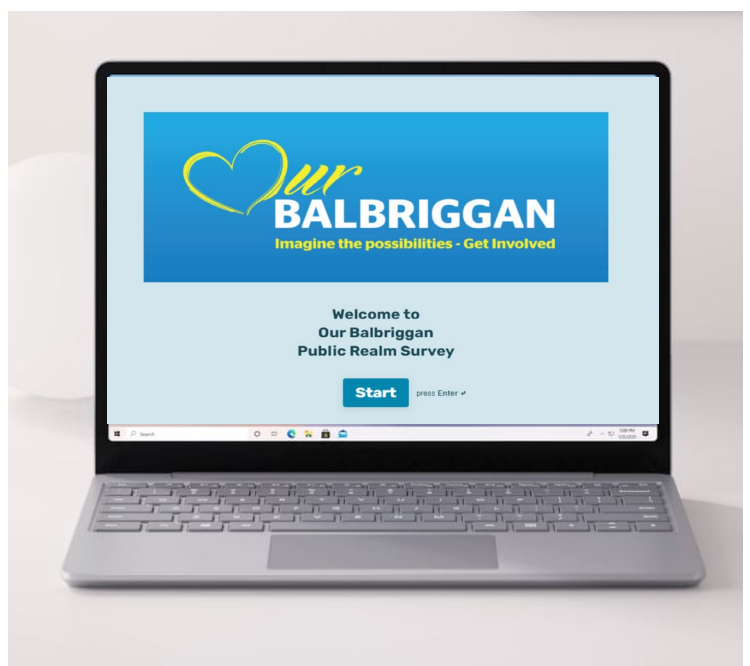 Our
BALBRIGGAN
Imagine the possibilities - Get Involved
Welcome to
Our Balbriggan
Public Realm Survey
Start press Enter ↵
Search